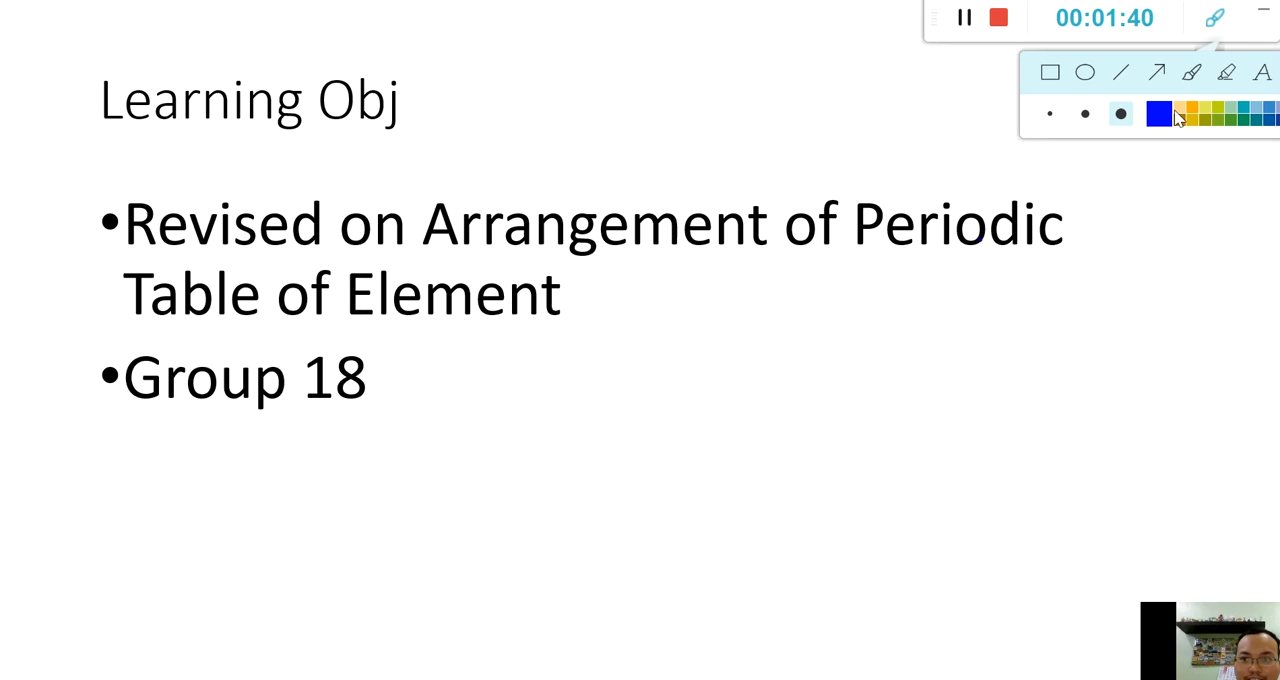 00:01:40
A
Learning Obj
•Revised on Arrangement of Periodic
Table of Element
•Group 18